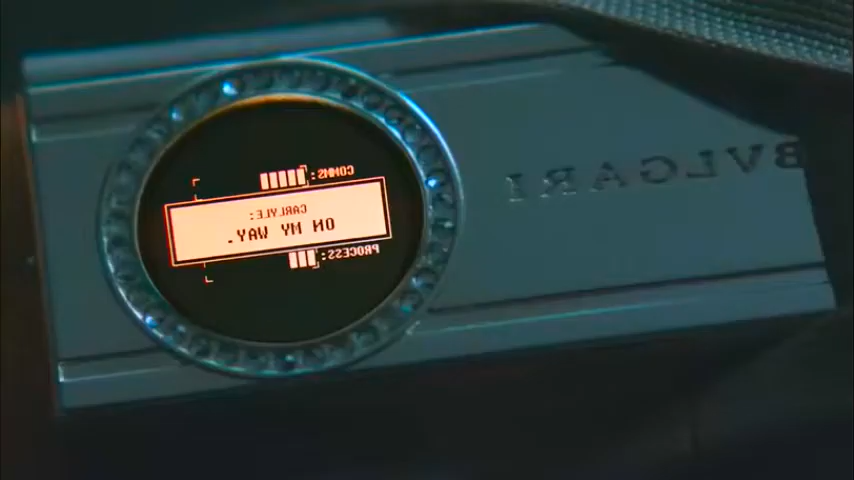 COMMS:
CARLYLE:
ON MY WAY.
PROCESS:
BVLGARI